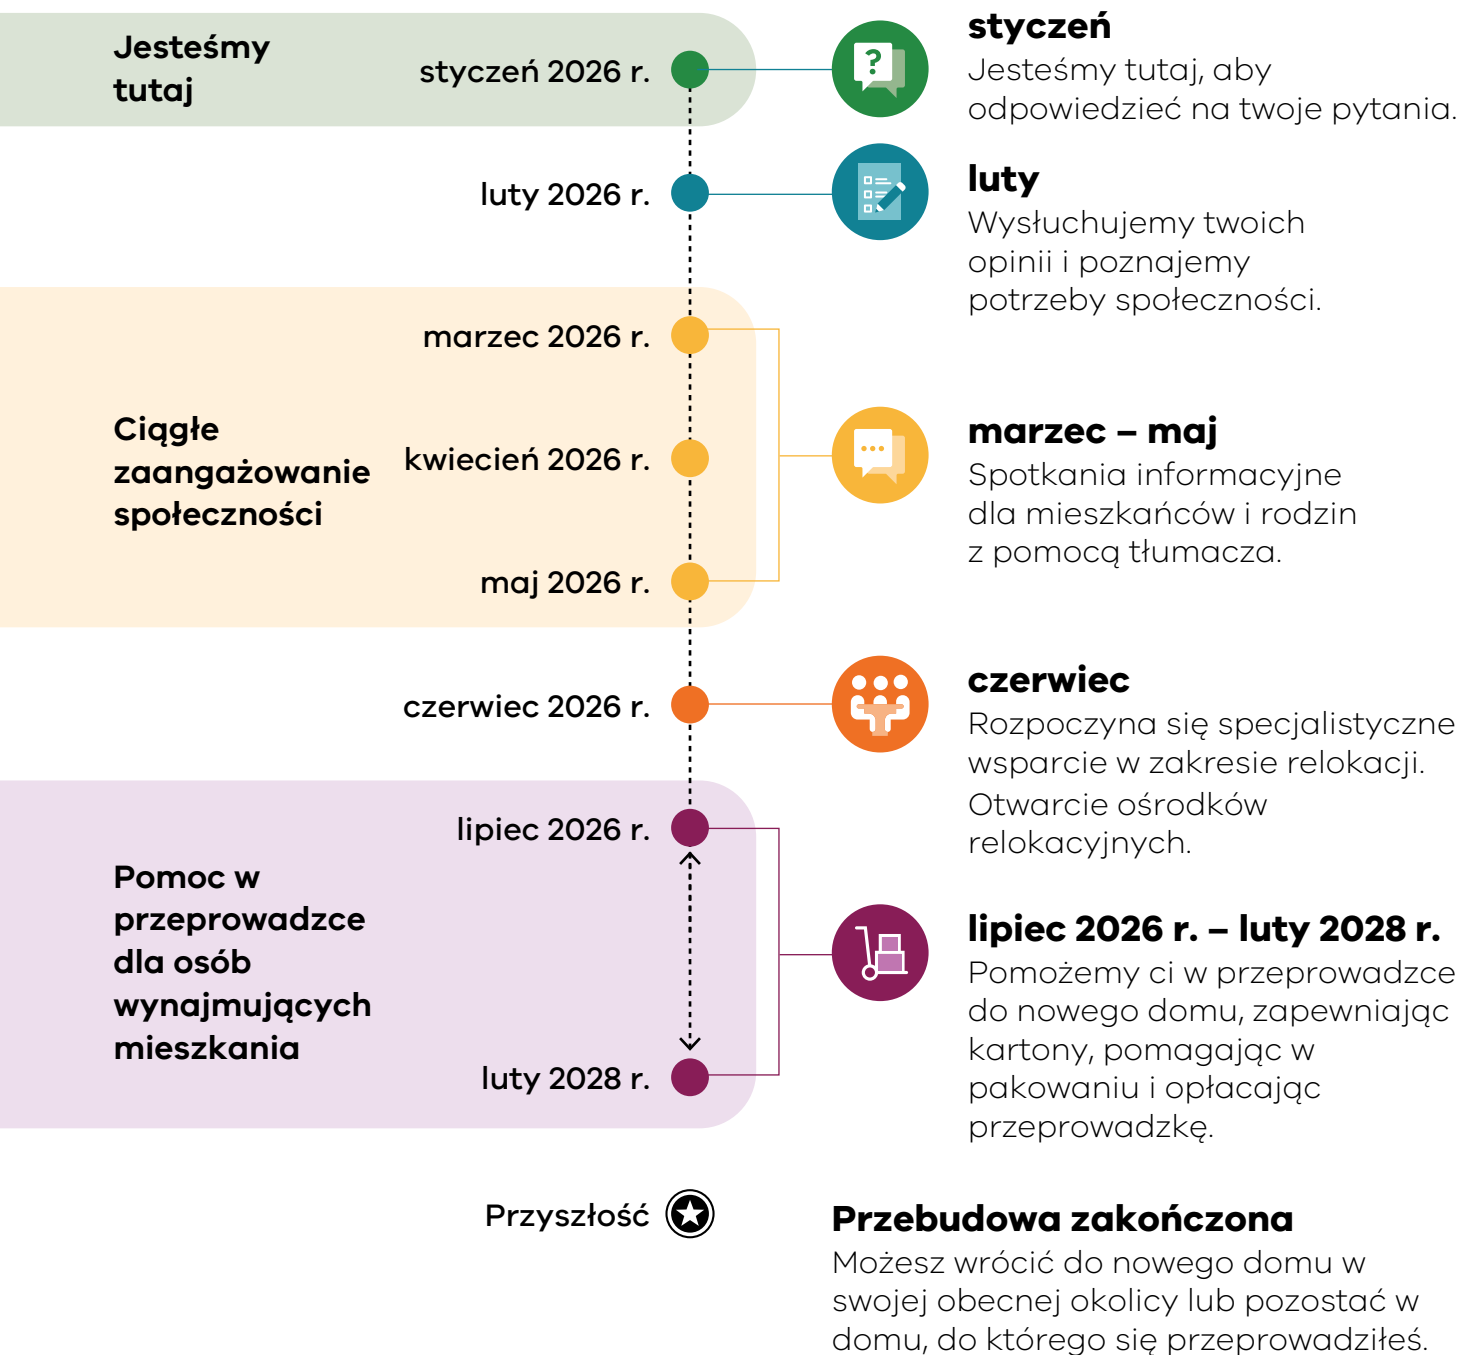 Jesteśmy
tutaj
styczeń 2026 r.
styczeń
Jesteśmy tutaj, aby
odpowiedzieć na twoje pytania.
luty 2026 r.
luty
Wysłuchujemy twoich
opinii i poznajemy
potrzeby społeczności.
Ciągłe
zaangażowanie
społeczności
marzec 2026 r.
kwiecień 2026 r.
maj 2026 r.
marzec – maj
Spotkania informacyjne
dla mieszkańców i rodzin
z pomocą tłumacza.
czerwiec 2026 r.
czerwiec
Rozpoczyna się specjalistyczne
wsparcie w zakresie relokacji.
Otwarcie ośrodków
relokacyjnych.
Pomoc w
przeprowadzce
dla osób
wynajmujących
mieszkania
lipiec 2026 r.
luty 2028 r.
lipiec 2026 r. – luty 2028 r.
Pomożemy ci w przeprowadzce
do nowego domu, zapewniając
kartony, pomagając w
pakowaniu i opłacając
przeprowadzkę.
Przyszłość
Przebudowa zakończona
Możesz wrócić do nowego domu w
swojej obecnej okolicy lub pozostać w
domu, do którego się przeprowadziłeś.